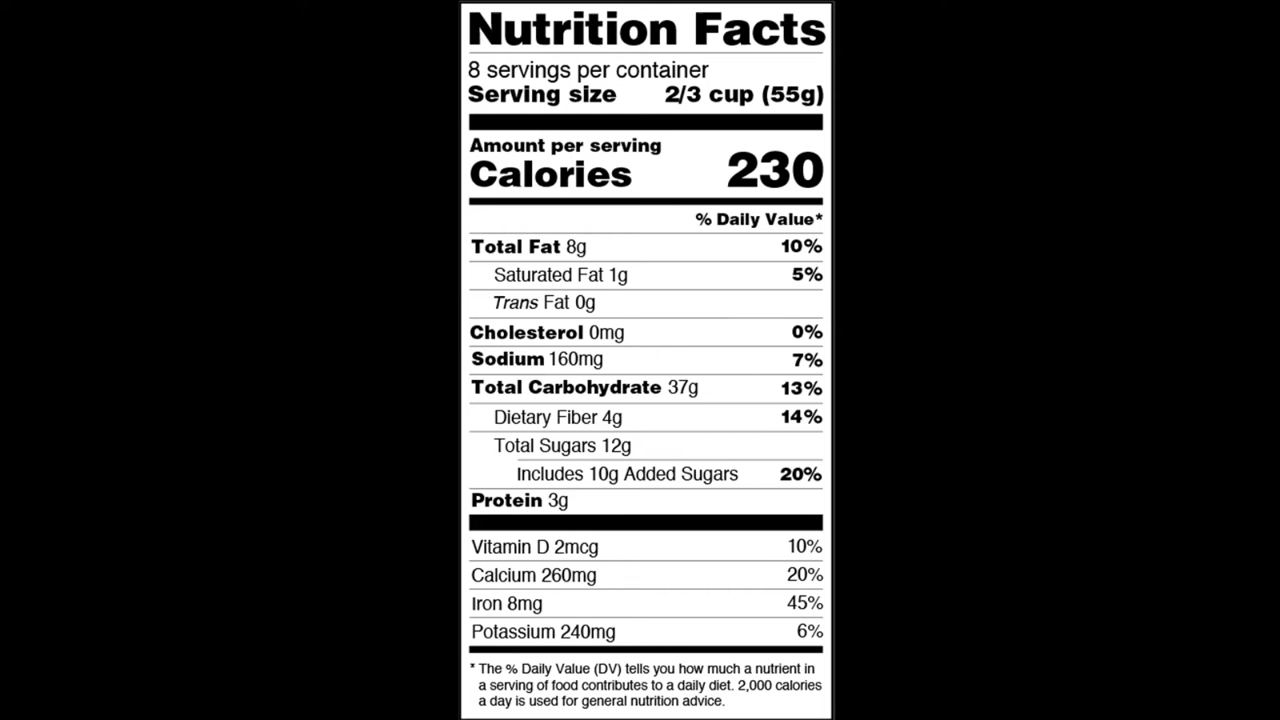 Nutrition Facts
8 servings per container
Serving size 2/3 cup (55g)
Amount per serving
Calories 230
% Daily Value*
Total Fat 8g 10%
Saturated Fat 1g 5%
Trans Fat 0g
Cholesterol 0mg 0%
Sodium 160mg 7%
Total Carbohydrate 37g 13%
Dietary Fiber 4g 14%
Total Sugars 12g
Includes 10g Added Sugars 20%
Protein 3g
Vitamin D 2mcg 10%
Calcium 260mg 20%
Iron 8mg 45%
Potassium 240mg 6%
* The % Daily Value (DV) tells you how much a nutrient in
a serving of food contributes to a daily diet. 2,000 calories
a day is used for general nutrition advice.